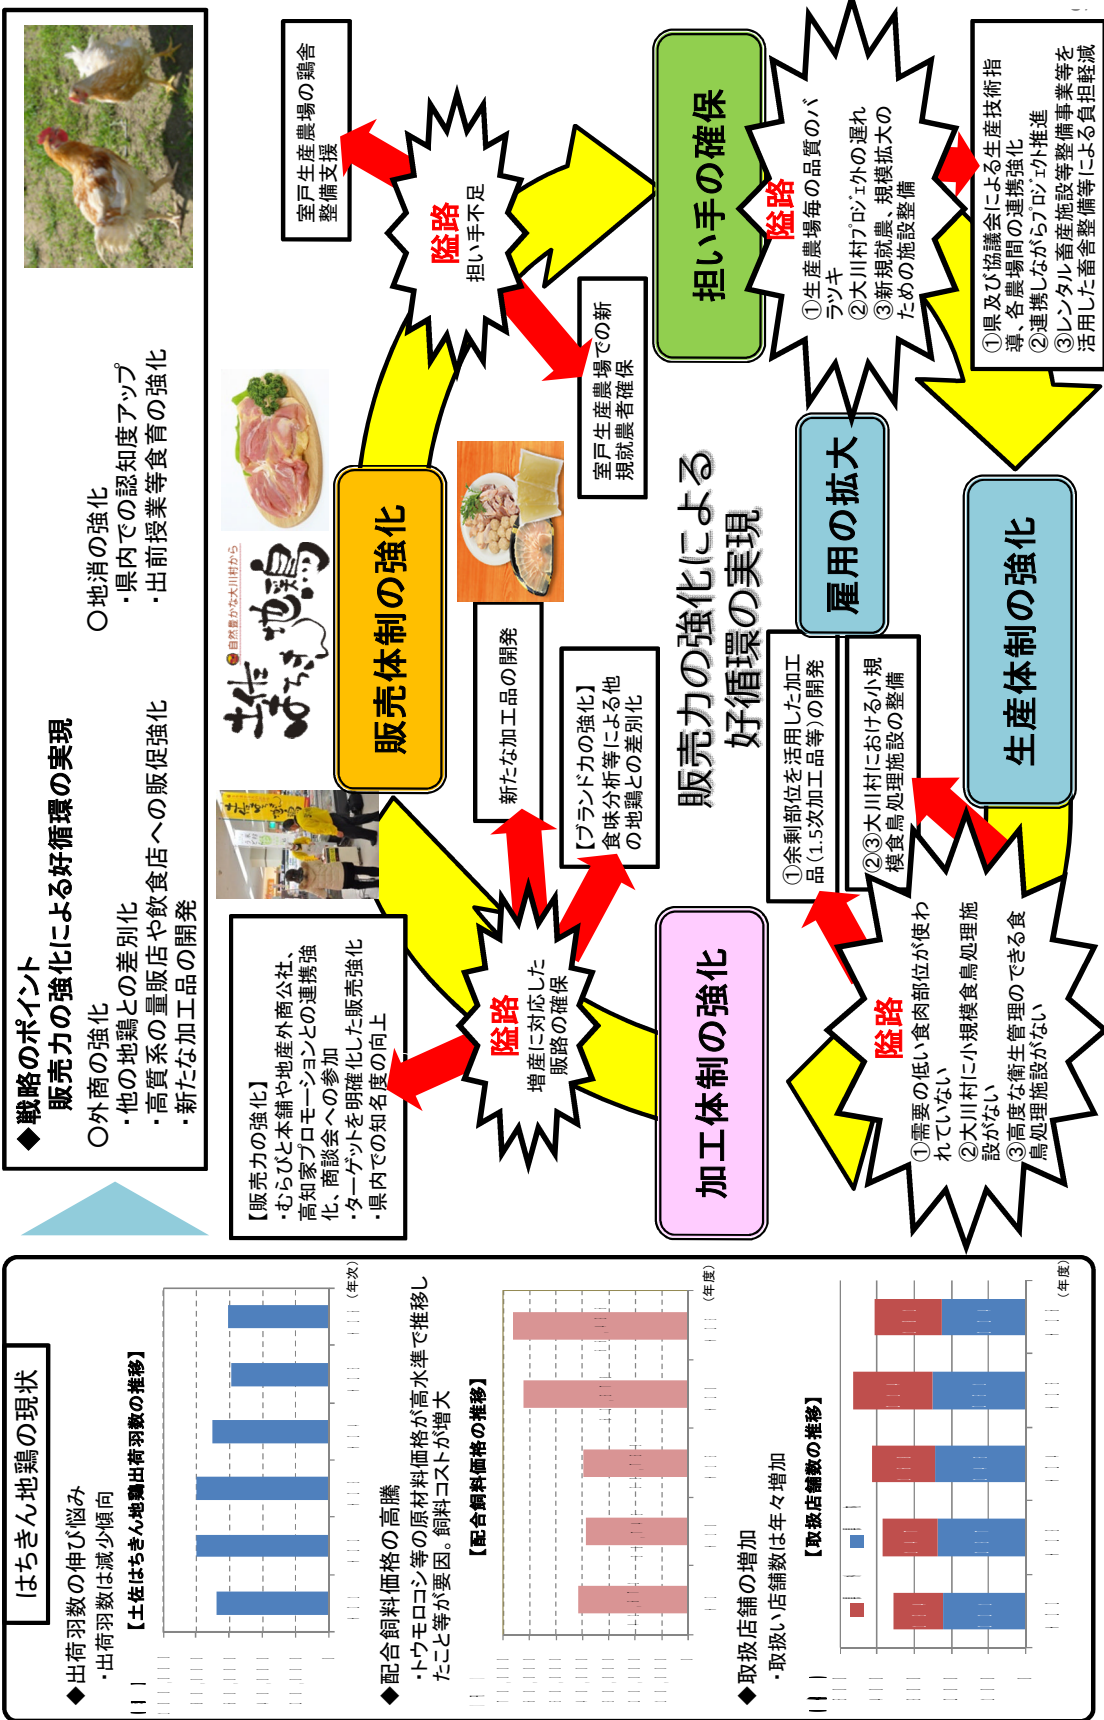 はちきん地鶏の現状
◆出荷羽数の伸び悩み
・出荷羽数は減少傾向
【土佐はちきん地鶏出荷羽数の推移】
(年次)
◆配合飼料価格の高騰
・トウモロコシ等の原材料価格が高水準で推移し
たこと等が要因。飼料コストが増大
【配合飼料価格の推移】
(年度)
◆取扱店舗の増加
・取扱い店舗数は年々増加
【取扱店舗数の推移】
(年度)
◆戦略のポイント
販売力の強化による好循環の実現
〇外商の強化
・他の地鶏との差別化
・高質系の量販店や飲食店への販促強化
・新たな加工品の開発
〇地消の強化
・県内での認知度アップ
・出前授業等食育の強化
【販売力の強化】
・むらびと本舗や地産外商公社、
高知家プロモーションとの連携強
化、商談会への参加
・ターゲットを明確化した販売強化
・県内での知名度の向上
自然豊かな大川村から
土佐はちきん地鶏
販売体制の強化
隘路
担い手不足
室戸生産農場の鶏舎
整備支援
室戸生産農場での新
規就農者確保
新たな加工品の開発
【ブランド力の強化】
食味分析等による他
の地鶏との差別化
隘路
増産に対応した
販路の確保
販売力の強化による
好循環の実現
加工体制の強化
担い手の確保
隘路
①生産農場毎の品質のバ
ラツキ
②大川村プロジェクトの遅れ
③新規就農、規模拡大の
ための施設整備
①県及び協議会による生産技術指
導、各農場間の連携強化
②連携しながらプロジェクト推進
③レンタル畜産施設等整備事業等を
活用した畜舎整備等による負担軽減
雇用の拡大
生産体制の強化
①余剰部位を活用した加工
品(1.5次加工品等)の開発
②③大川村における小規
模食鳥処理施設の整備
隘路
①需要の低い食肉部位が使わ
れていない
②大川村に小規模食鳥処理施
設がない
③高度な衛生管理のできる食
鳥処理施設がない